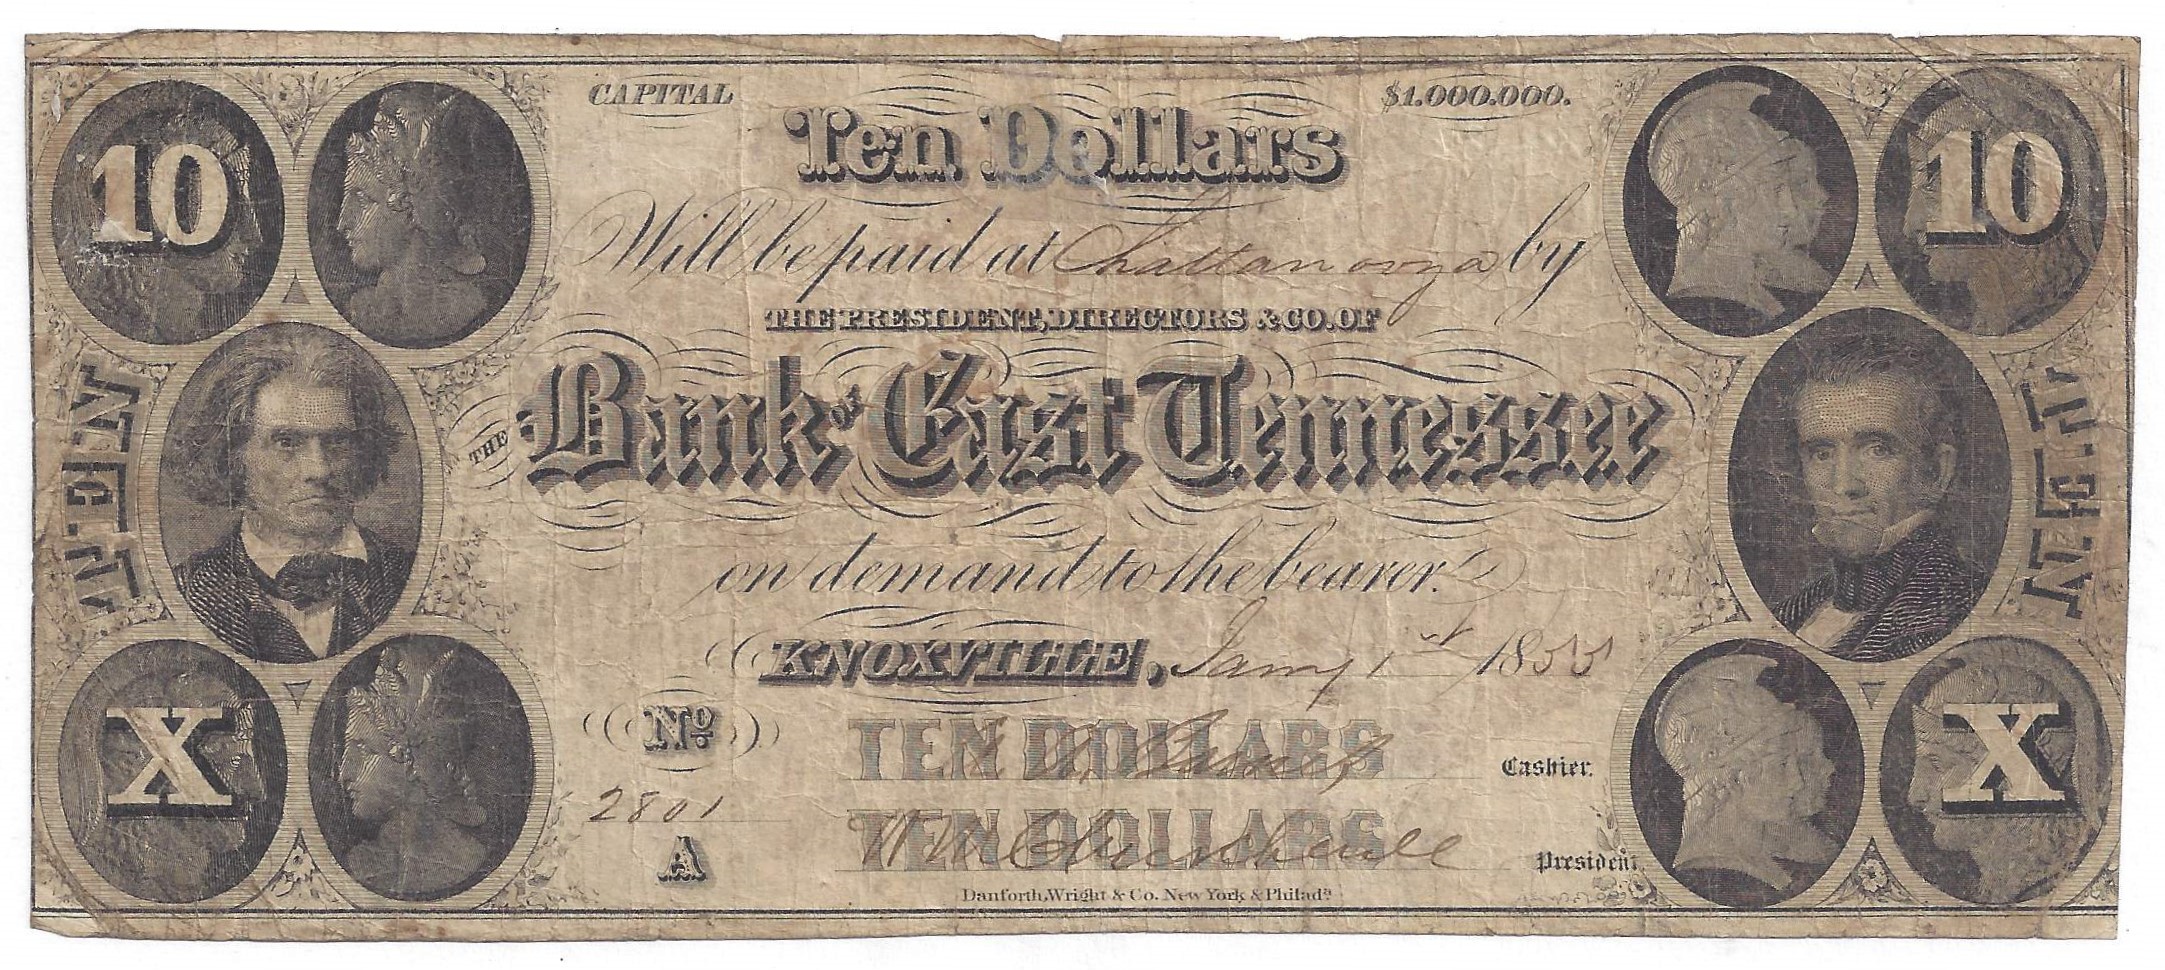 CAPITAL $1.000.000.
10 Ten Dollars 10
Will be paid at Chattanooga by
THE PRESIDENT, DIRECTORS & CO. OF
TEN THE Bank OF East Tennessee TEN
on demand to the bearer.
KNOXVILLE, Jany 1st 1855
X No TEN DOLLARS Cashier. X
2801
A TEN DOLLARS Wm Churchwell President
Danforth, Wright & Co. New York & Philada